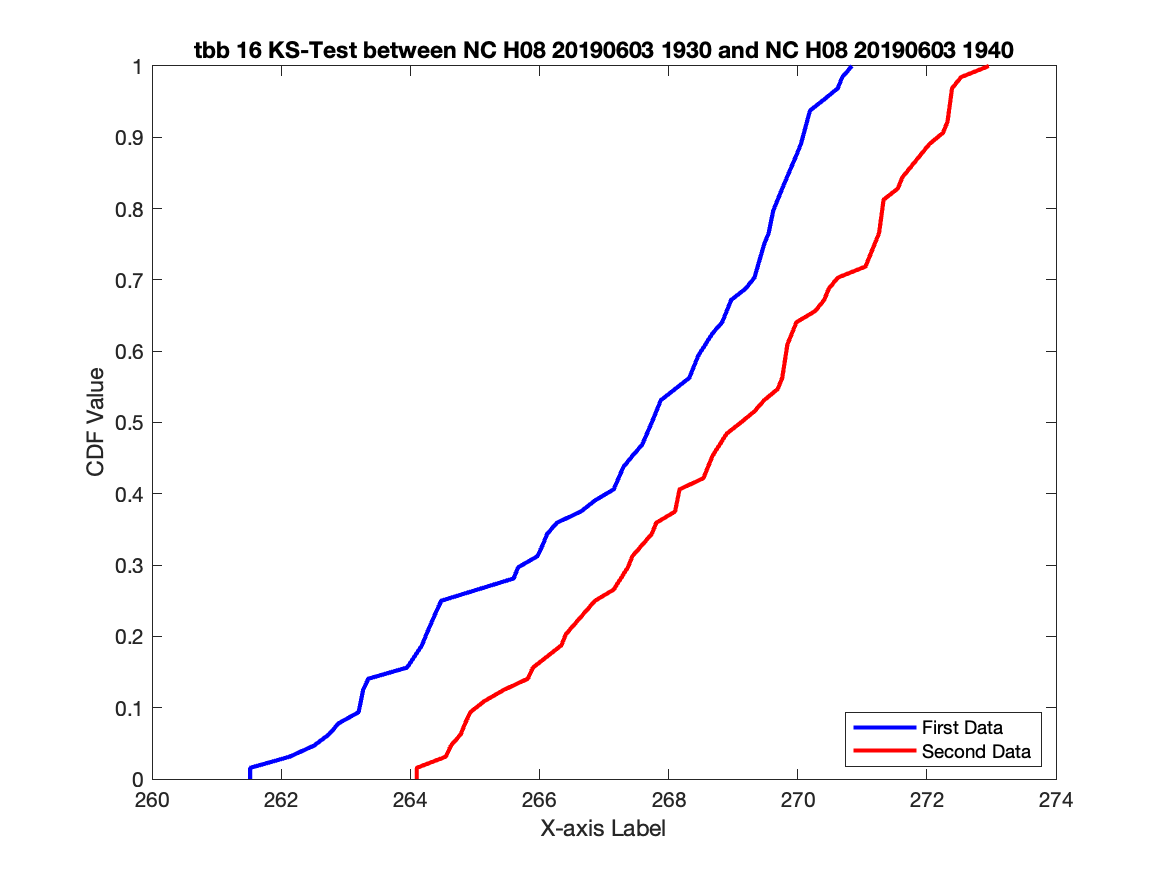 tbb 16 KS-Test between NC H08 20190603 1930 and NC H08 20190603 1940
1
0.9
0.8
0.7
0.6
0.5
0.4
0.3
0.2
0.1
0
CDF Value
First Data
Second Data
260 262 264 266 268 270 272 274
X-axis Label